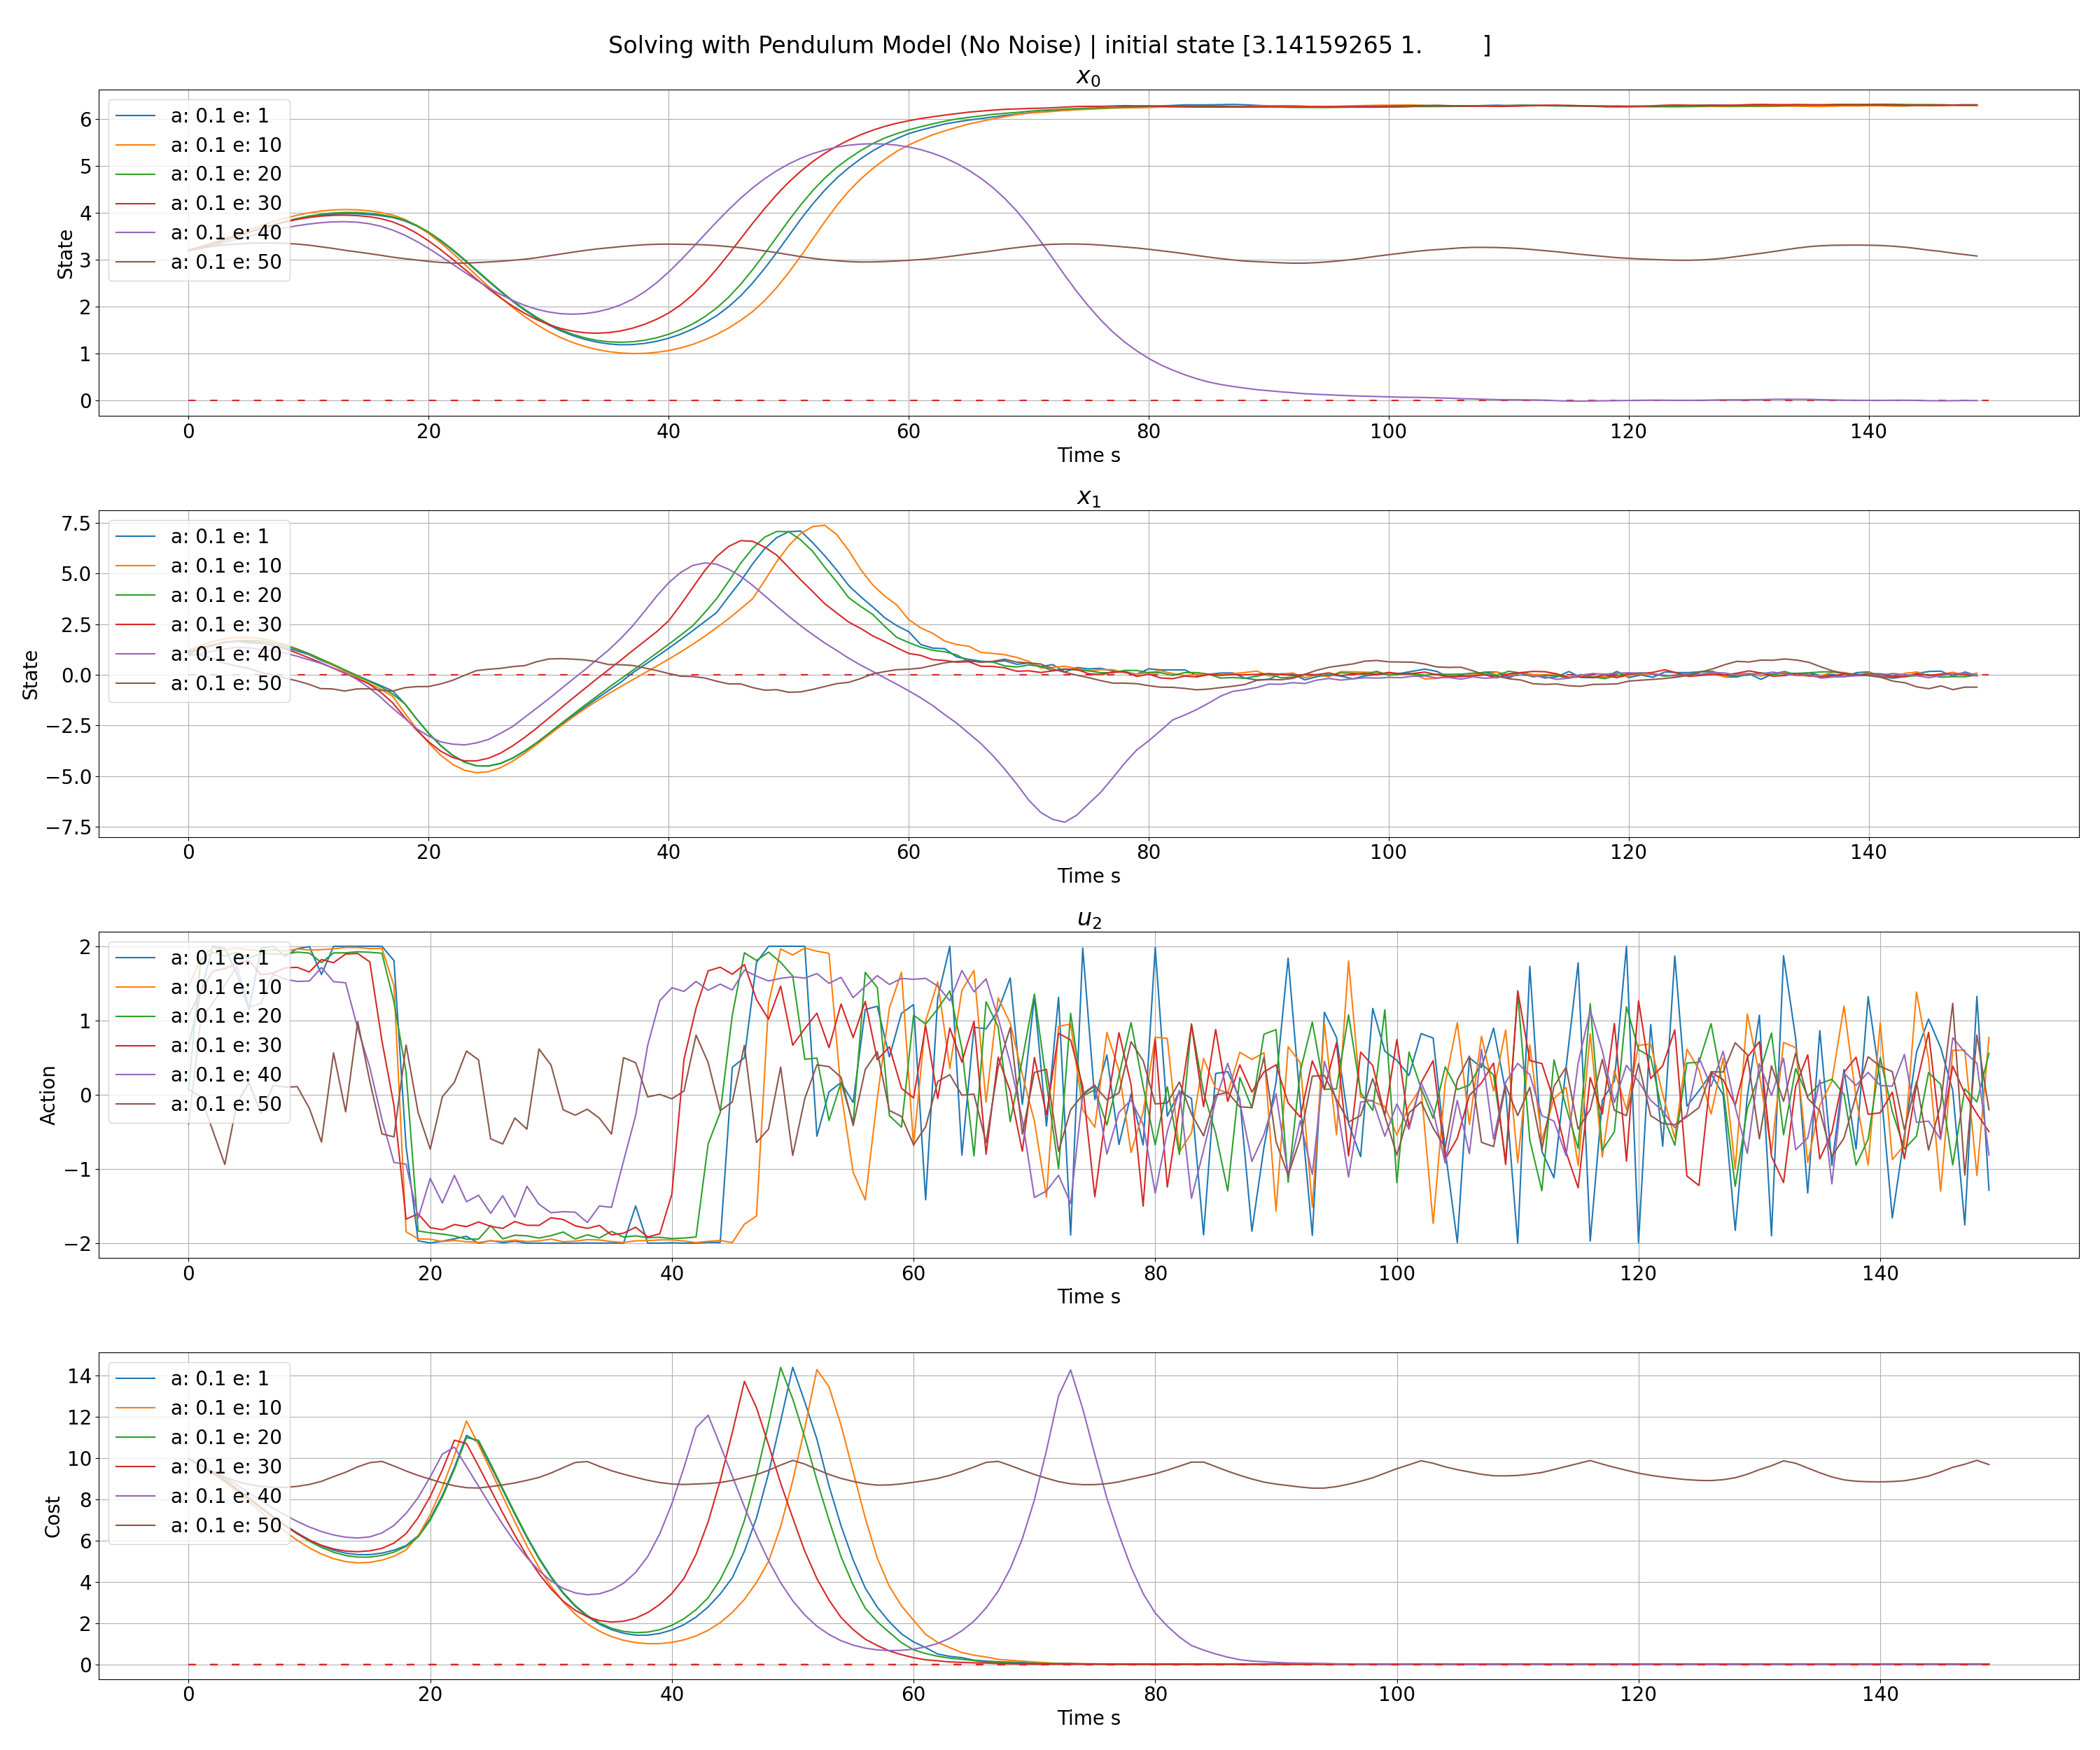 Solving with Pendulum Model (No Noise) | initial state [3.14159265 1. ]
x0
State
6
5
4
3
2
1
0
a: 0.1 e: 1
a: 0.1 e: 10
a: 0.1 e: 20
a: 0.1 e: 30
a: 0.1 e: 40
a: 0.1 e: 50
0 20 40 60 80 100 120 140
Time s
x1
State
7.5
5.0
2.5
0.0
−2.5
−5.0
−7.5
a: 0.1 e: 1
a: 0.1 e: 10
a: 0.1 e: 20
a: 0.1 e: 30
a: 0.1 e: 40
a: 0.1 e: 50
0 20 40 60 80 100 120 140
Time s
u2
Action
2
1
0
−1
−2
a: 0.1 e: 1
a: 0.1 e: 10
a: 0.1 e: 20
a: 0.1 e: 30
a: 0.1 e: 40
a: 0.1 e: 50
0 20 40 60 80 100 120 140
Time s
Cost
14
12
10
8
6
4
2
0
a: 0.1 e: 1
a: 0.1 e: 10
a: 0.1 e: 20
a: 0.1 e: 30
a: 0.1 e: 40
a: 0.1 e: 50
0 20 40 60 80 100 120 140
Time s